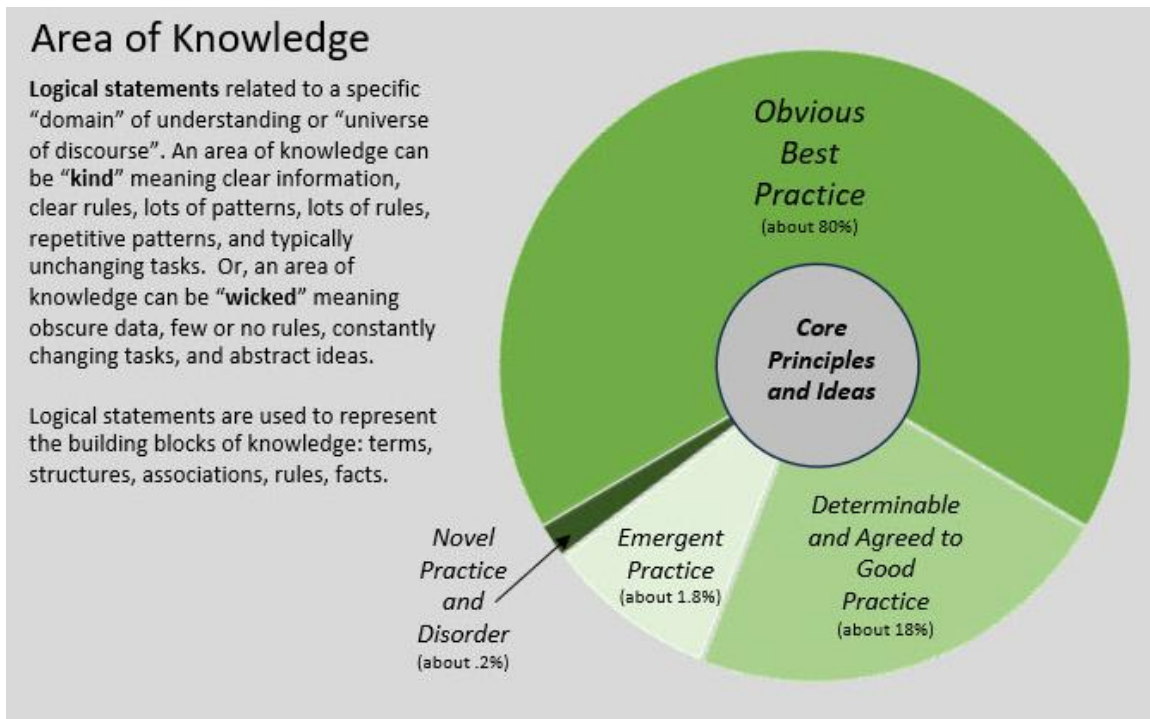 Area of Knowledge
Logical statements related to a specific
“domain” of understanding or “universe
of discourse”. An area of knowledge can
be “kind” meaning clear information,
clear rules, lots of patterns, lots of rules,
repetitive patterns, and typically
unchanging tasks. Or, an area of
knowledge can be “wicked” meaning
obscure data, few or no rules, constantly
changing tasks, and abstract ideas.
Logical statements are used to represent
the building blocks of knowledge: terms,
structures, associations, rules, facts.
Obvious
Best
Practice
(about 80%)
Core
Principles
and Ideas
Determinable
and Agreed to
Good
Practice
(about 18%)
Emergent
Practice
(about 1.8%)
Novel
Practice
and
Disorder
(about .2%)